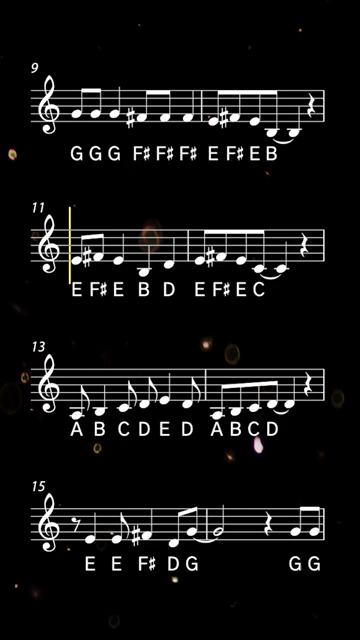 9
G G G F♯ F♯ F♯ E F♯ E B
11
E F♯ E B D E F♯ E C
13
A B C D E D A B C D
15
E E F♯ D G G G